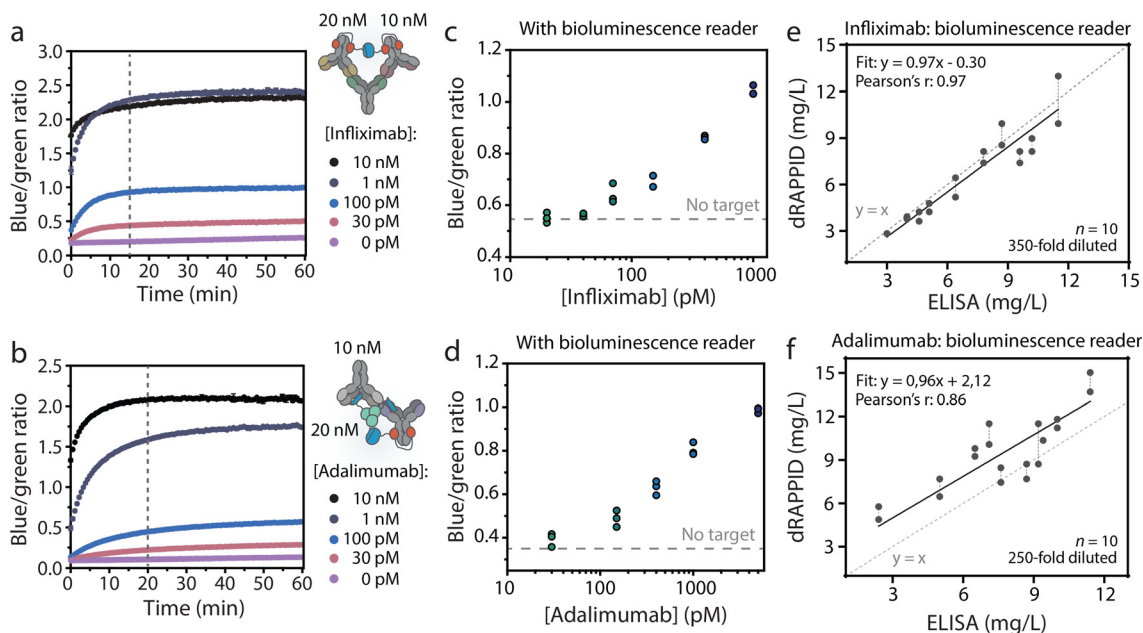 a
20 nM
10 nM
3.0
2.5
2.0
1.5
1.0
0.5
0.0
Blue/green ratio
0
10
20
30
40
50
60
Time (min)
[Infliximab]:
10 nM
1 nM
100 pM
30 pM
0 pM
c
With bioluminescence reader
1.2
1.0
0.8
0.6
0.4
Blue/green ratio
No target
10
100
1000
[Infliximab] (pM)
e
Infliximab: bioluminescence reader
15
12
9
6
3
dRAPPID (mg/L)
Fit: y = 0.97x - 0.30
Pearson's r: 0.97
y = x
n = 10
350-fold diluted
3
6
9
12
15
ELISA (mg/L)
b
10 nM
20 nM
2.5
2.0
1.5
1.0
0.5
0.0
Blue/green ratio
0
10
20
30
40
50
60
Time (min)
[Adalimumab]:
10 nM
1 nM
100 pM
30 pM
0 pM
d
With bioluminescence reader
1.2
1.0
0.8
0.6
0.4
Blue/green ratio
No target
10
100
1000
[Adalimumab] (pM)
f
Adalimumab: bioluminescence reader
15
12
9
6
3
dRAPPID (mg/L)
Fit: y = 0,96x + 2,12
Pearson's r: 0.86
y = x
n = 10
250-fold diluted
3
6
9
12
ELISA (mg/L)